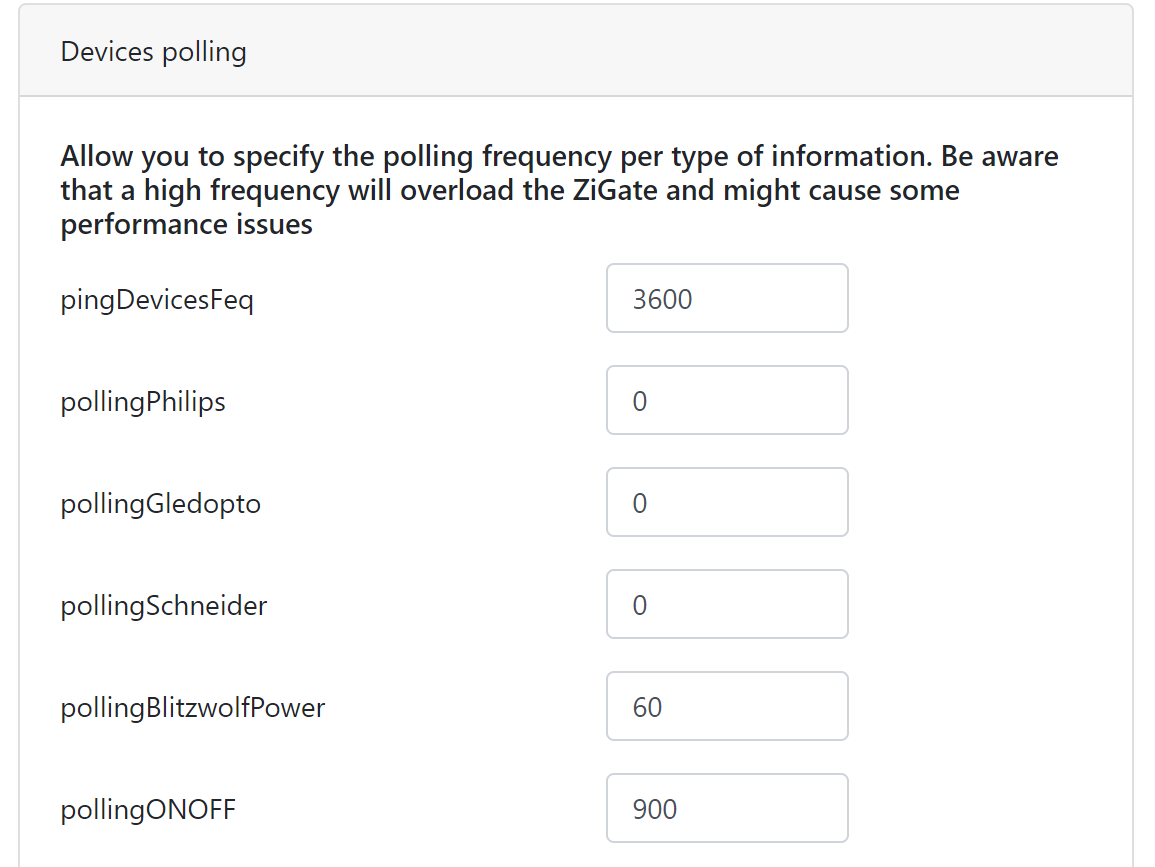 Devices polling
Allow you to specify the polling frequency per type of information. Be aware
that a high frequency will overload the ZiGate and might cause some
performance issues
pingDevicesFeq 3600
pollingPhilips 0
pollingGledopto 0
pollingSchneider 0
pollingBlitzwolfPower 60
pollingONOFF 900